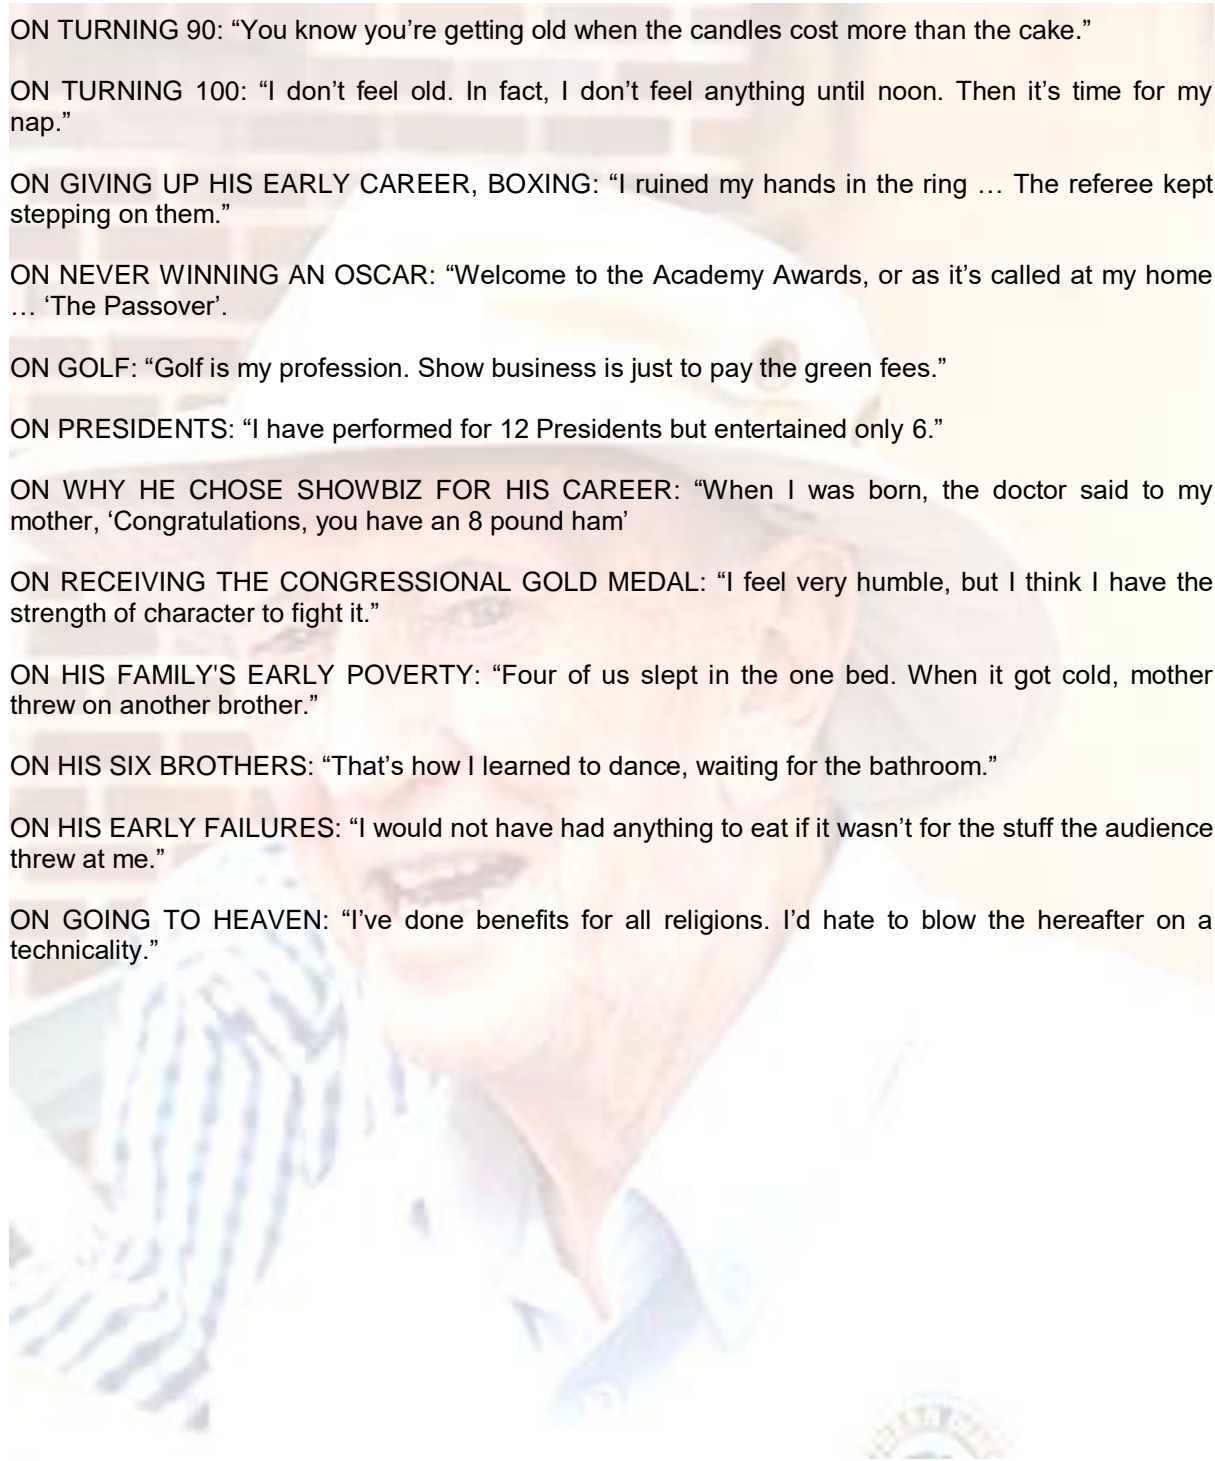 ON TURNING 90: “You know you’re getting old when the candles cost more than the cake.”
ON TURNING 100: “I don’t feel old. In fact, I don’t feel anything until noon. Then it’s time for my
nap.”
ON GIVING UP HIS EARLY CAREER, BOXING: “I ruined my hands in the ring … The referee kept
stepping on them.”
ON NEVER WINNING AN OSCAR: “Welcome to the Academy Awards, or as it’s called at my home
… ‘The Passover’.
ON GOLF: “Golf is my profession. Show business is just to pay the green fees.”
ON PRESIDENTS: “I have performed for 12 Presidents but entertained only 6.”
ON WHY HE CHOSE SHOWBIZ FOR HIS CAREER: “When I was born, the doctor said to my
mother, ‘Congratulations, you have an 8 pound ham’
ON RECEIVING THE CONGRESSIONAL GOLD MEDAL: “I feel very humble, but I think I have the
strength of character to fight it.”
ON HIS FAMILY'S EARLY POVERTY: “Four of us slept in the one bed. When it got cold, mother
threw on another brother.”
ON HIS SIX BROTHERS: “That’s how I learned to dance, waiting for the bathroom.”
ON HIS EARLY FAILURES: “I would not have had anything to eat if it wasn’t for the stuff the audience
threw at me.”
ON GOING TO HEAVEN: “I’ve done benefits for all religions. I’d hate to blow the hereafter on a
technicality.”